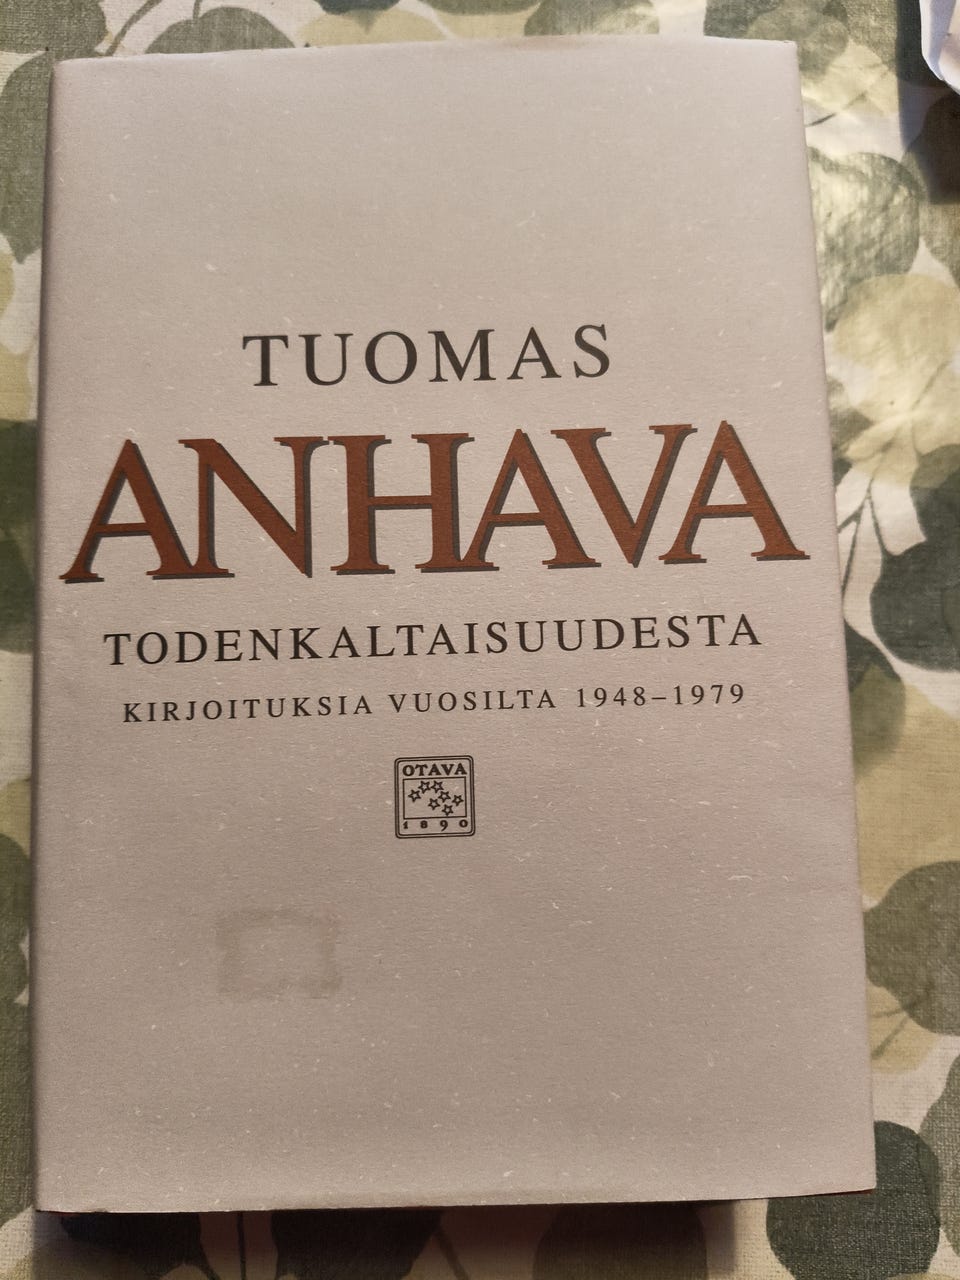 TUOMAS
ANHAVA
TODENKALTAISUUDESTA
KIRJOITUKSIA VUOSILTA 1948–1979
OTAVA
1890